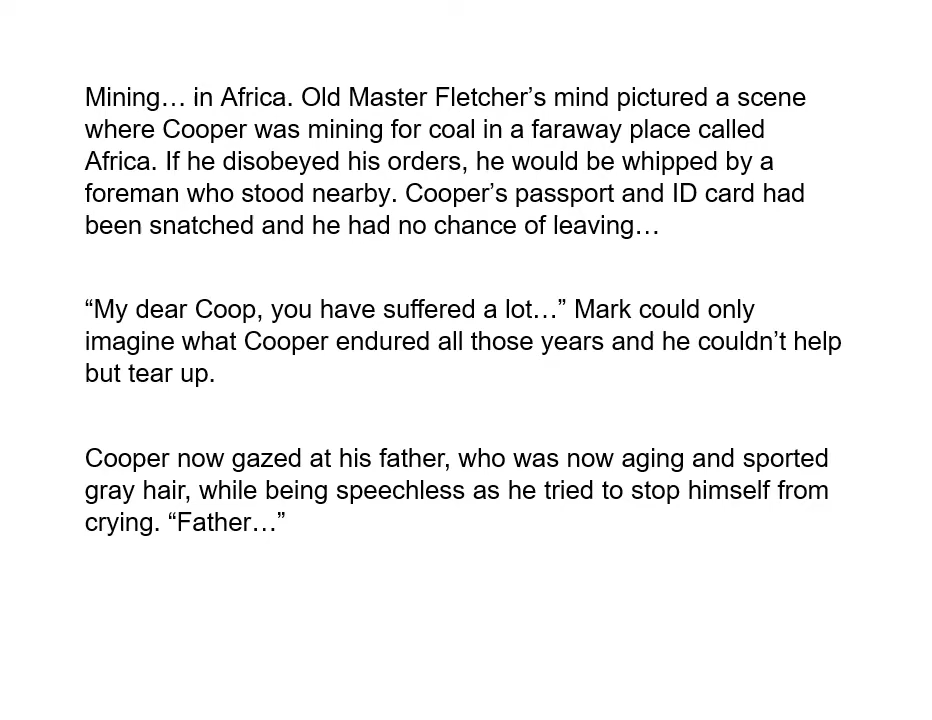 Mining… in Africa. Old Master Fletcher’s mind pictured a scene
where Cooper was mining for coal in a faraway place called
Africa. If he disobeyed his orders, he would be whipped by a
foreman who stood nearby. Cooper’s passport and ID card had
been snatched and he had no chance of leaving…
“My dear Coop, you have suffered a lot…” Mark could only
imagine what Cooper endured all those years and he couldn’t help
but tear up.
Cooper now gazed at his father, who was now aging and sported
gray hair, while being speechless as he tried to stop himself from
crying. “Father…”